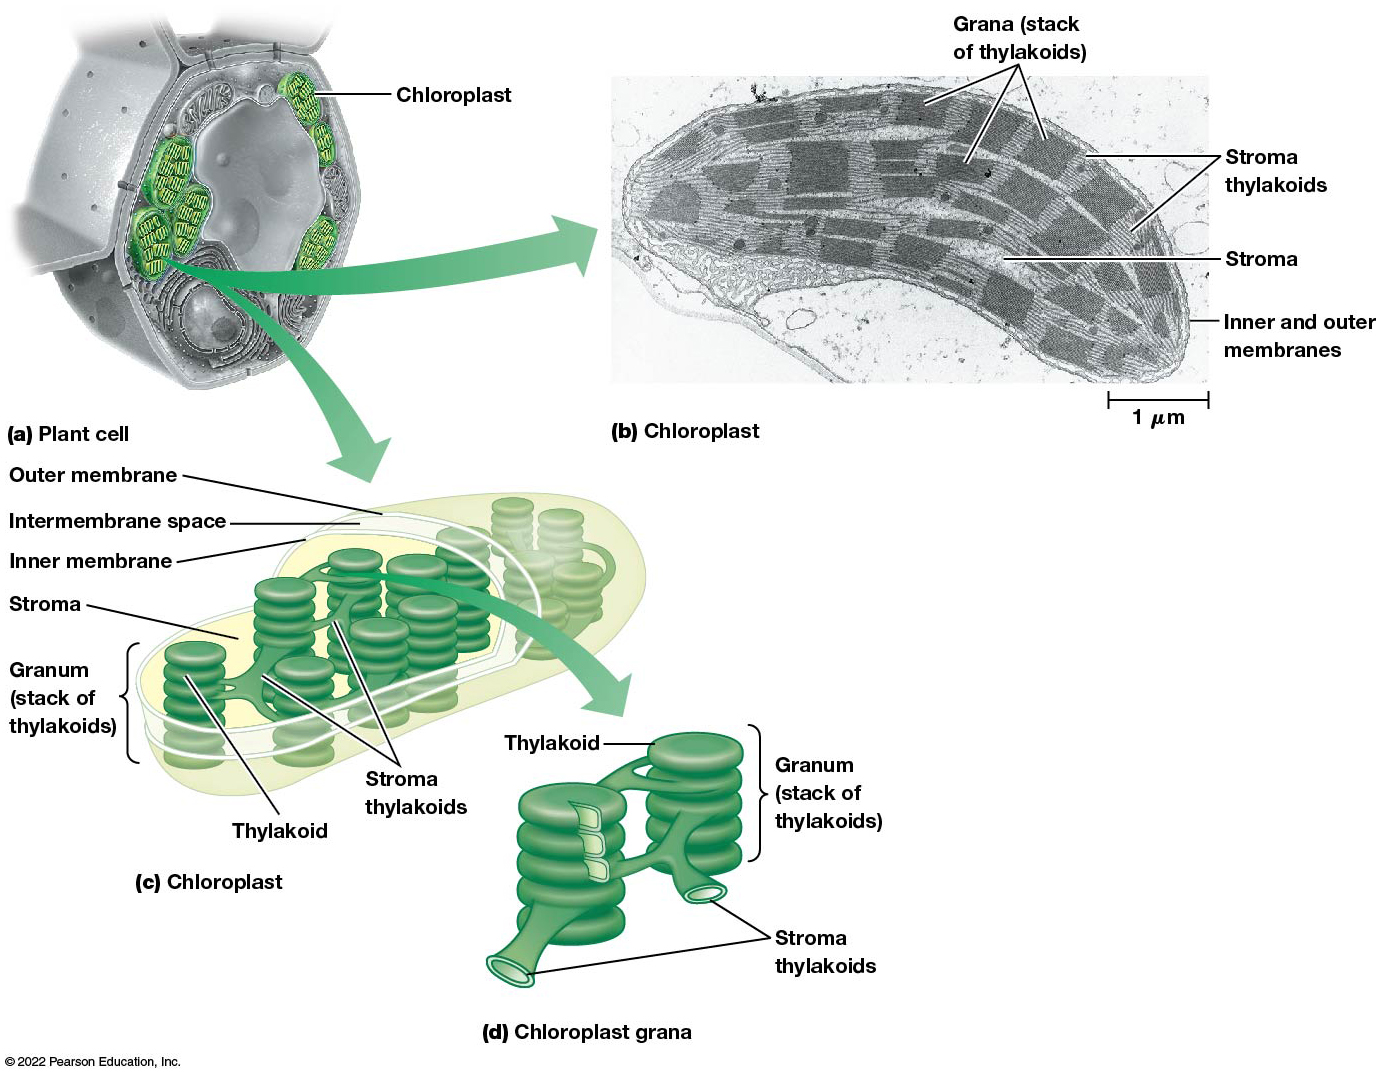 Chloroplast
(a) Plant cell
Grana (stack
of thylakoids)
Stroma
thylakoids
Stroma
Inner and outer
membranes
1 μm
(b) Chloroplast
Outer membrane
Intermembrane space
Inner membrane
Stroma
Granum
(stack of
thylakoids)
Thylakoid
Stroma
thylakoids
(c) Chloroplast
Thylakoid
Granum
(stack of
thylakoids)
Stroma
thylakoids
(d) Chloroplast grana
© 2022 Pearson Education, Inc.